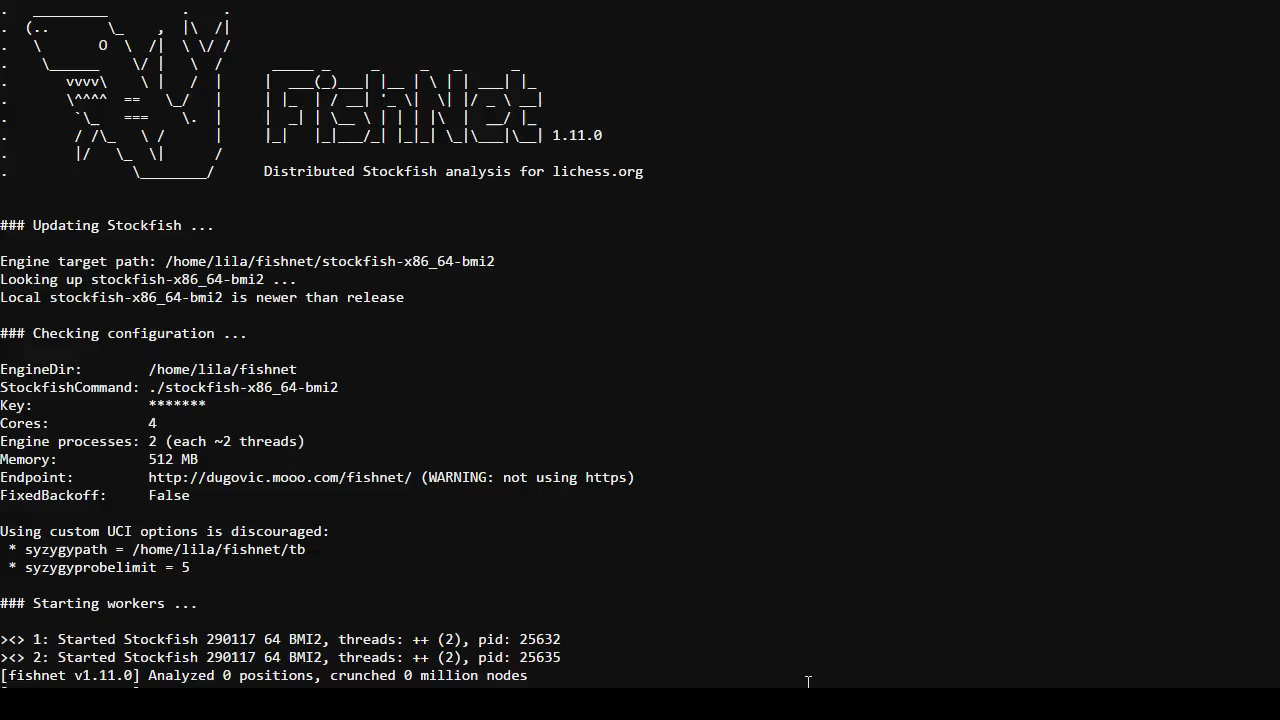 FishNet 1.11.0
Distributed Stockfish analysis for lichess.org
### Updating Stockfish ...
Engine target path: /home/lila/fishnet/stockfish-x86_64-bmi2
Looking up stockfish-x86_64-bmi2 ...
Local stockfish-x86_64-bmi2 is newer than release
### Checking configuration ...
EngineDir:        /home/lila/fishnet
StockfishCommand: ./stockfish-x86_64-bmi2
Key:              *******
Cores:            4
Engine processes: 2 (each ~2 threads)
Memory:           512 MB
Endpoint:         http://dugovic.mooo.com/fishnet/ (WARNING: not using https)
FixedBackoff:     False
Using custom UCI options is discouraged:
 * syzygypath = /home/lila/fishnet/tb
 * syzygyprobelimit = 5
### Starting workers ...
><> 1: Started Stockfish 290117 64 BMI2, threads: ++ (2), pid: 25632
><> 2: Started Stockfish 290117 64 BMI2, threads: ++ (2), pid: 25635
[fishnet v1.11.0] Analyzed 0 positions, crunched 0 million nodes